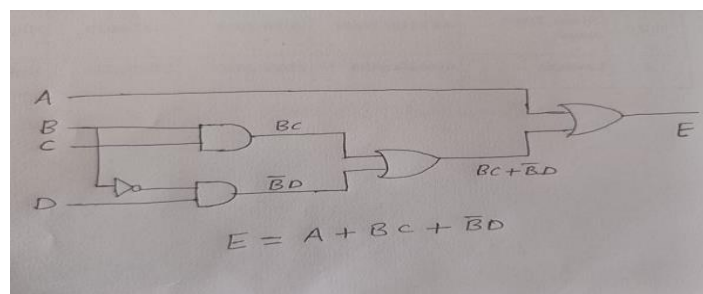 A
B
C
BC
D
B̅D
BC+B̅D
E
E = A + BC + B̅D